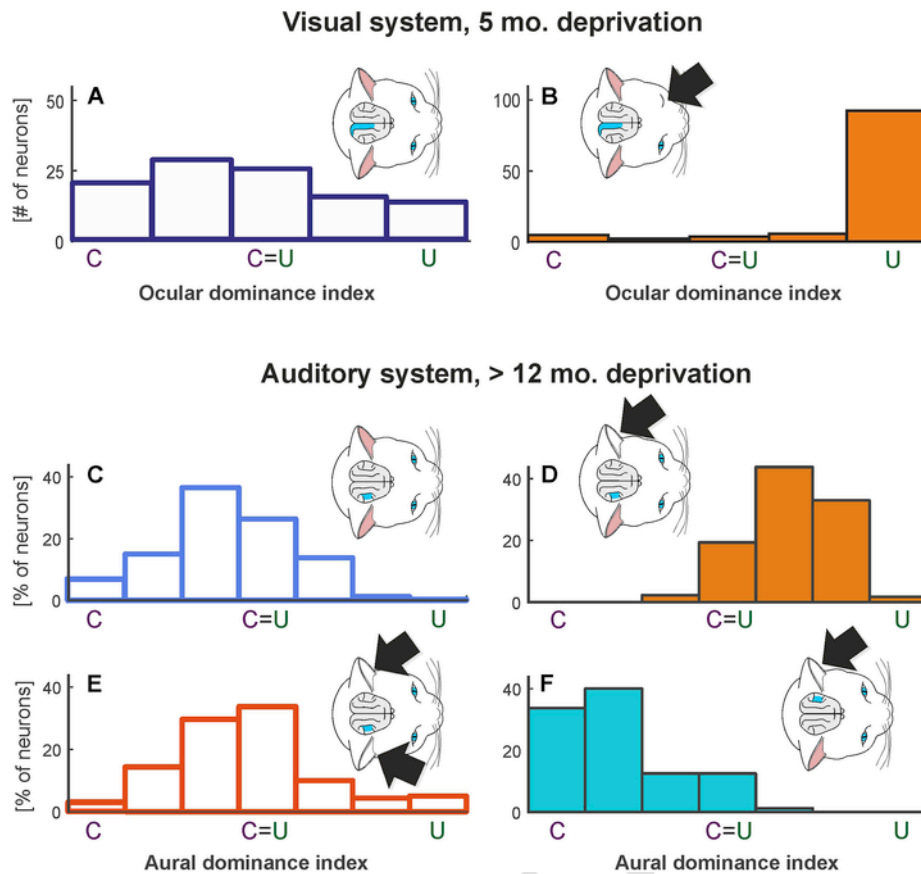 Visual system, 5 mo. deprivation
A
B
[# of neurons]
50
25
0
100
50
0
C
C=U
U
C
C=U
U
Ocular dominance index
Ocular dominance index
Auditory system, > 12 mo. deprivation
C
D
[% of neurons]
40
20
0
40
20
0
C
C=U
U
C
C=U
U
E
F
[% of neurons]
40
20
0
40
20
0
C
C=U
U
C
C=U
U
Aural dominance index
Aural dominance index